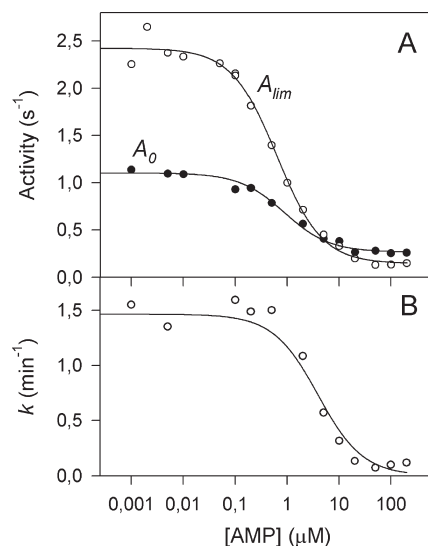 A
2,5
2,0
1,5
1,0
0,5
0,0
Activity (s⁻¹)
A_lim
A_0
B
1,5
1,0
0,5
0,0
k (min⁻¹)
0,001 0,01 0,1 1 10 100
[AMP] (μM)